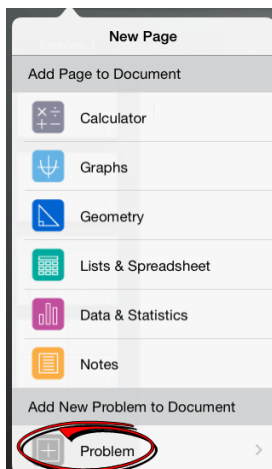 New Page
Add Page to Document
Calculator
Graphs
Geometry
Lists & Spreadsheet
Data & Statistics
Notes
Add New Problem to Document
Problem